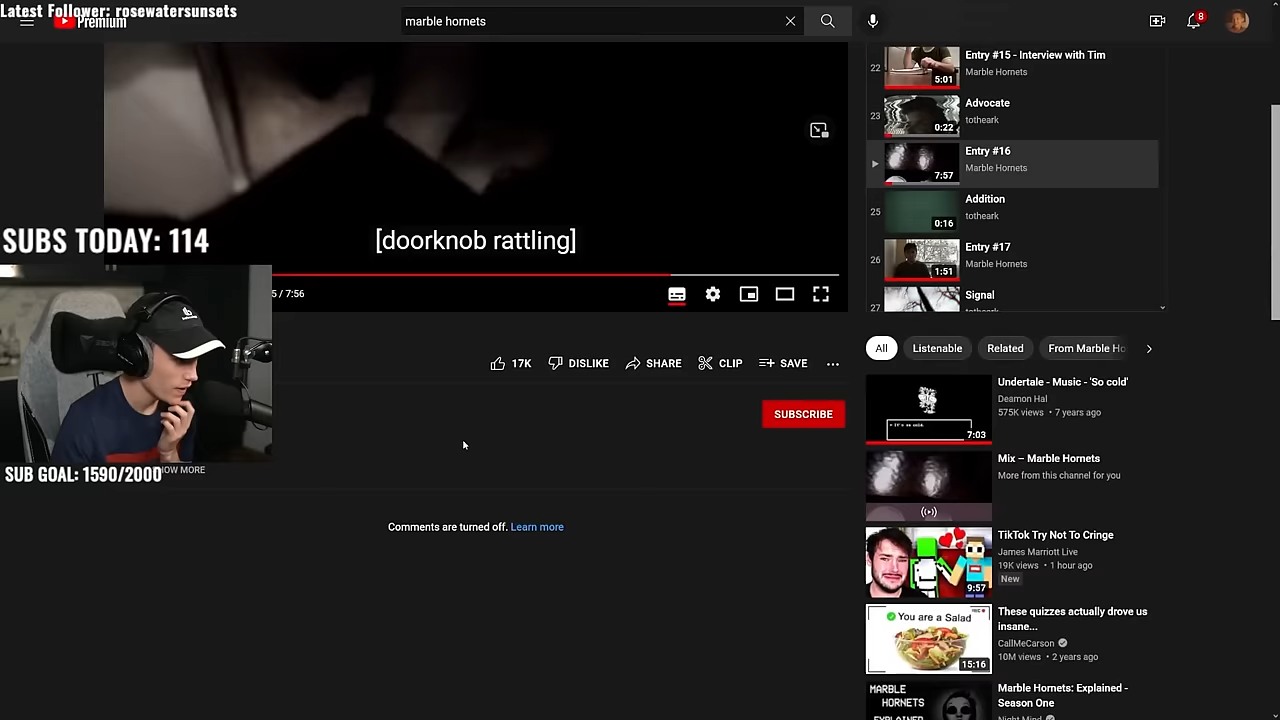 Latest Follower: rosewatersunsets
Premium
marble hornets
8
[doorknob rattling]
5 / 7:56
SUBS TODAY: 114
SUB GOAL: 1590/2000
OW MORE
17K
DISLIKE
SHARE
CLIP
SAVE
SUBSCRIBE
Comments are turned off. Learn more
22
5:01
Entry #15 - Interview with Tim
Marble Hornets
23
0:22
Advocate
totheark
7:57
Entry #16
Marble Hornets
25
0:16
Addition
totheark
26
1:51
Entry #17
Marble Hornets
27
Signal
totheark
All
Listenable
Related
From Marble Ho
7:03
Undertale - Music - 'So cold'
Deamon Hal
575K views • 7 years ago
Mix – Marble Hornets
More from this channel for you
9:57
TikTok Try Not To Cringe
James Marriott Live
19K views • 1 hour ago
New
You are a Salad
15:16
These quizzes actually drove us
insane...
CallMeCarson
10M views • 2 years ago
MARBLE
HORNETS
EXPLAINED
Marble Hornets: Explained -
Season One
Night Mind